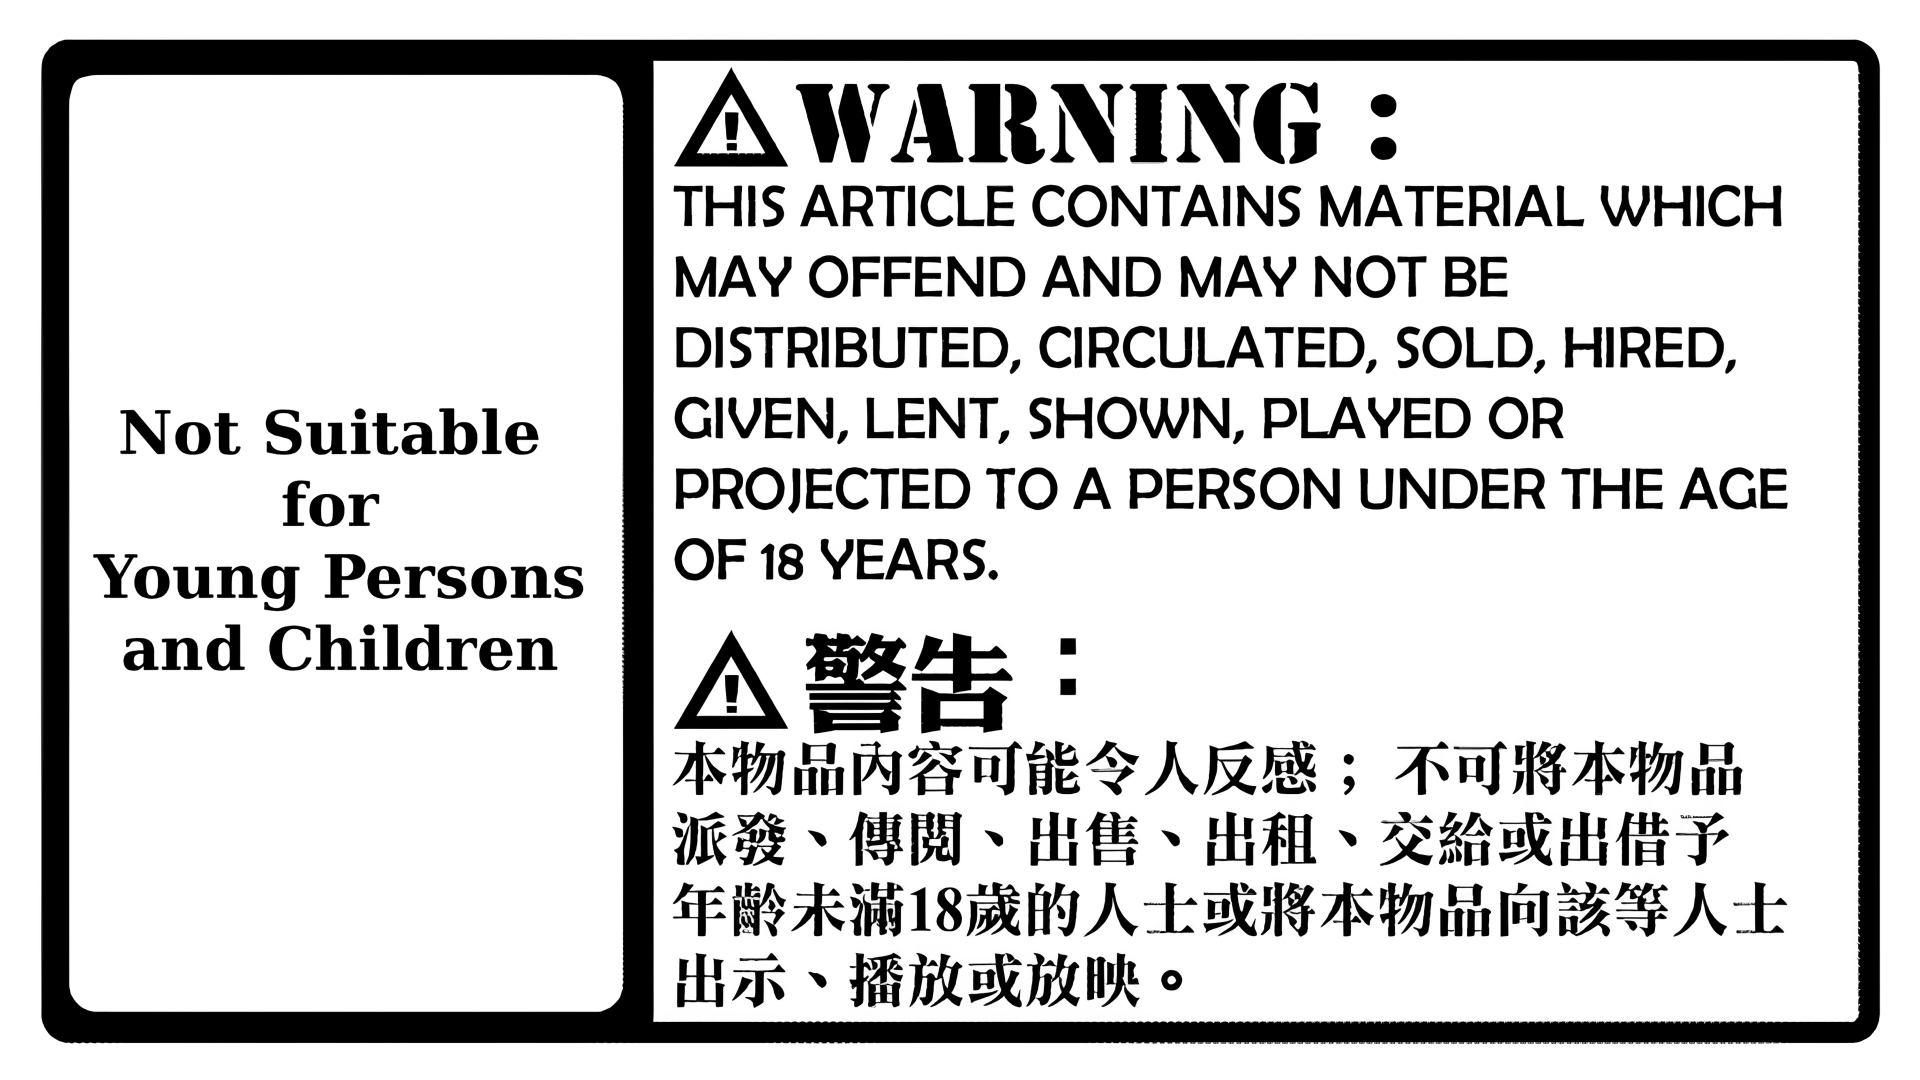 Not Suitable
for
Young Persons
and Children
WARNING：
THIS ARTICLE CONTAINS MATERIAL WHICH
MAY OFFEND AND MAY NOT BE
DISTRIBUTED, CIRCULATED, SOLD, HIRED,
GIVEN, LENT, SHOWN, PLAYED OR
PROJECTED TO A PERSON UNDER THE AGE
OF 18 YEARS.
警告：
本物品內容可能令人反感； 不可將本物品
派發、傳閱、出售、出租、交給或出借予
年齡未滿18歲的人士或將本物品向該等人士
出示、播放或放映。